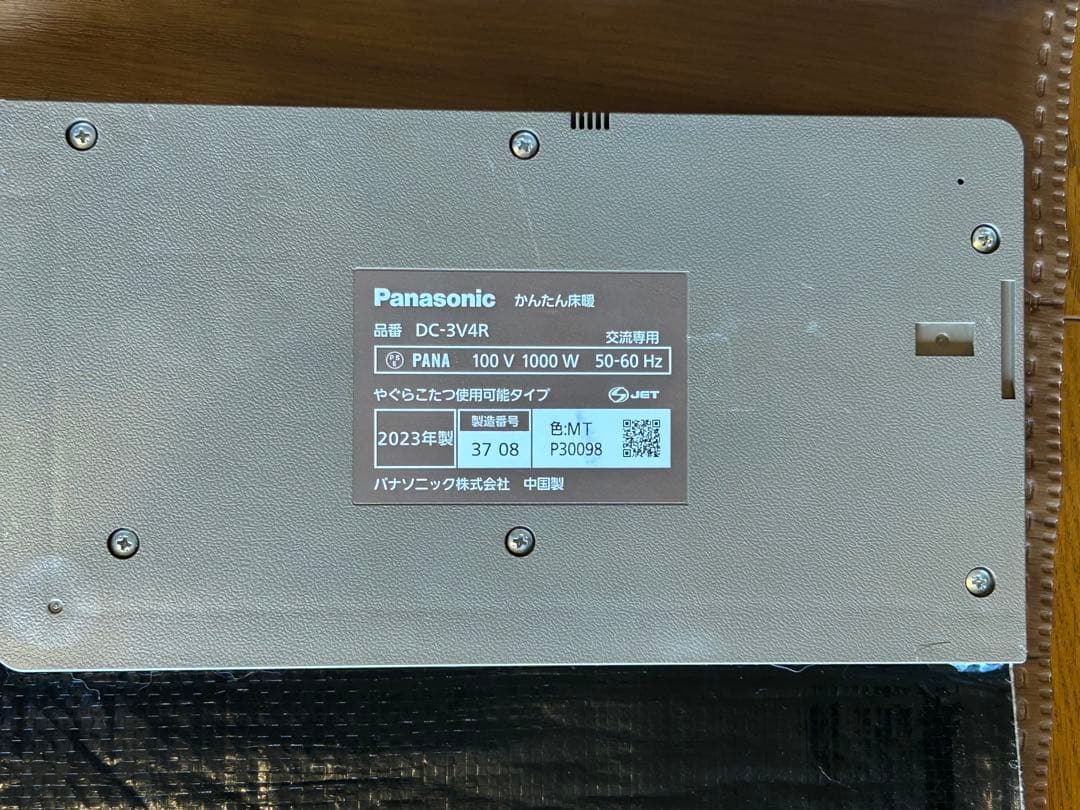 Panasonic かんたん床暖
品番 DC-3V4R 交流専用
PS E PANA 100 V 1000 W 50-60 Hz
やぐらこたつ使用可能タイプ S JET
2023年製 製造番号 37 08 色:MT P30098
パナソニック株式会社 中国製